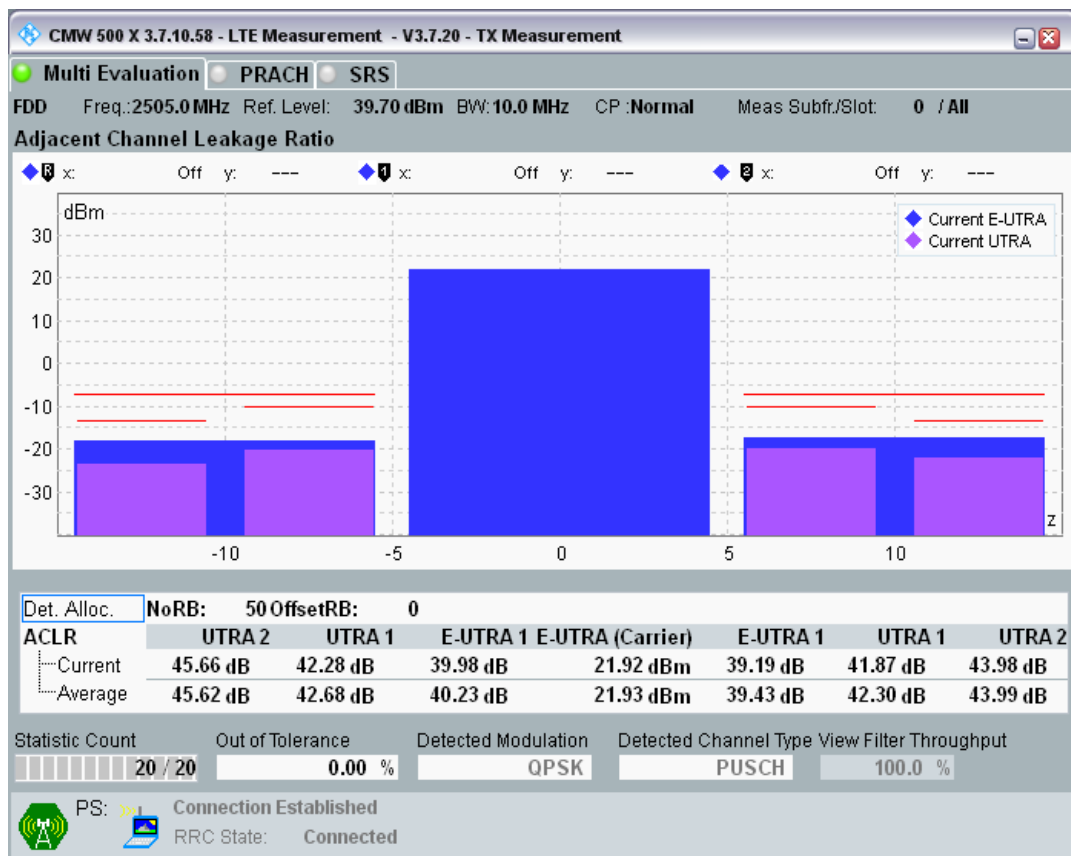 CMW 500 X 3.7.10.58 - LTE Measurement - V3.7.20 - TX Measurement
Multi Evaluation PRACH SRS
FDD Freg.:2505.0 MHz Ref. Level: 39.70 dBm BW:10.0 MHz CP :Normal Meas Subfr./Slot: 0 / All
Adjacent Channel Leakage Ratio
R x: Off y: --- 1 x: Off y: --- 2 x: Off y: ---
dBm
Current E-UTRA
Current UTRA
30
20
10
0
-10
-20
-30
z
-10 -5 0 5 10
Det. Alloc. NoRB: 50 OffsetRB: 0
ACLR UTRA 2 UTRA 1 E-UTRA 1 E-UTRA (Carrier) E-UTRA 1 UTRA 1 UTRA 2
Current 45.66 dB 42.28 dB 39.98 dB 21.92 dBm 39.19 dB 41.87 dB 43.98 dB
Average 45.62 dB 42.68 dB 40.23 dB 21.93 dBm 39.43 dB 42.30 dB 43.99 dB
Statistic Count Out of Tolerance Detected Modulation Detected Channel Type View Filter Throughput
20 / 20 0.00 % QPSK PUSCH 100.0 %
PS: Connection Established
RRC State: Connected